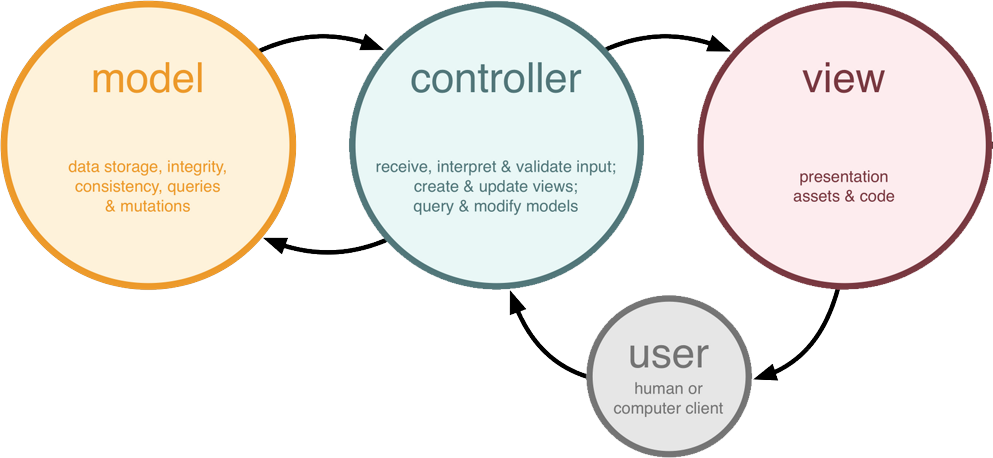 model
data storage, integrity,
consistency, queries
& mutations
controller
receive, interpret & validate input;
create & update views;
query & modify models
view
presentation
assets & code
user
human or
computer client